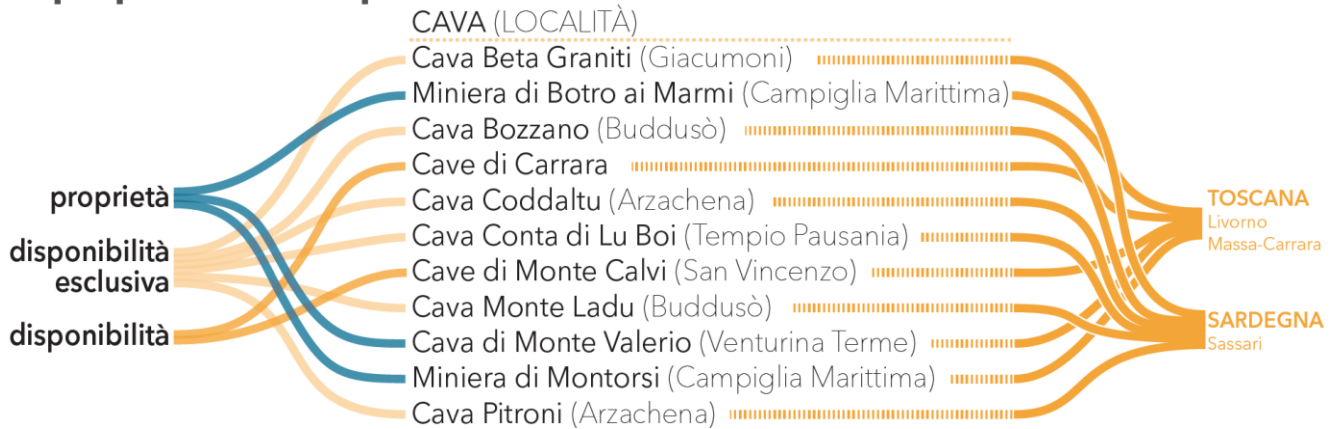 CAVA (LOCALITÀ)
Cava Beta Graniti (Giacumoni)
Miniera di Botro ai Marmi (Campiglia Marittima)
Cava Bozzano (Buddusò)
Cave di Carrara
Cava Coddaltu (Arzachena)
Cava Conta di Lu Boi (Tempio Pausania)
Cave di Monte Calvi (San Vincenzo)
Cava Monte Ladu (Buddusò)
Cava di Monte Valerio (Venturina Terme)
Miniera di Montorsi (Campiglia Marittima)
Cava Pitroni (Arzachena)
proprietà
disponibilità
esclusiva
disponibilità
TOSCANA
Livorno
Massa-Carrara
SARDEGNA
Sassari